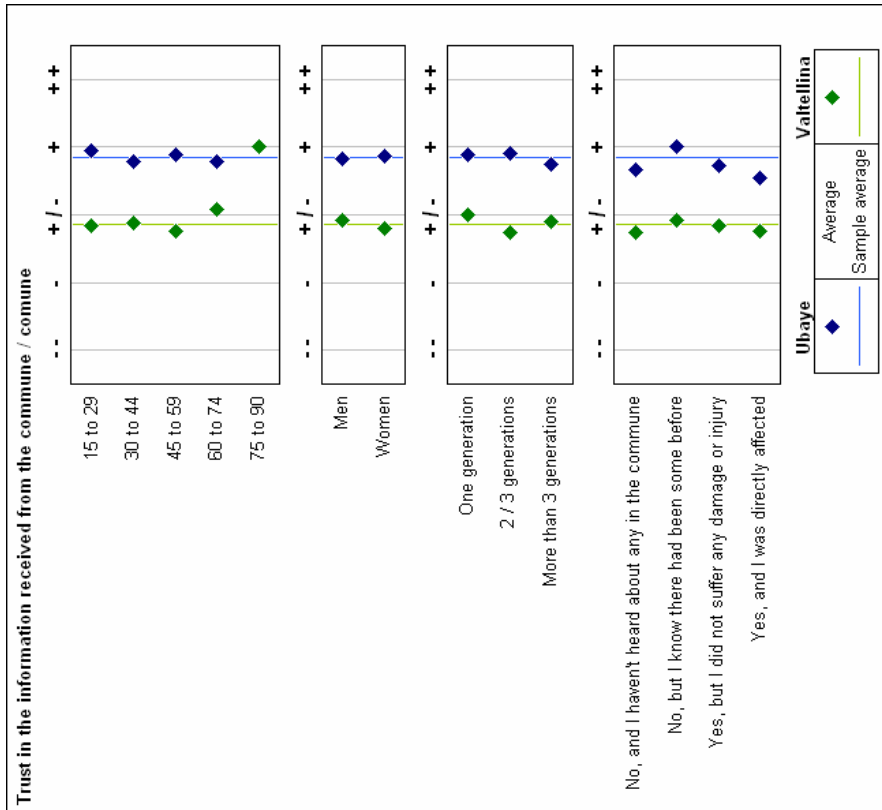 Trust in the information received from the commune / comune
-- - +/- + ++
15 to 29
30 to 44
45 to 59
60 to 74
75 to 90
-- - +/- + ++
Men
Women
-- - +/- + ++
One generation
2 / 3 generations
More than 3 generations
-- - +/- + ++
No, and I haven't heard about any in the commune
No, but I know there had been some before
Yes, but I did not suffer any damage or injury
Yes, and I was directly affected
Ubaye Valtellina
Average
Sample average